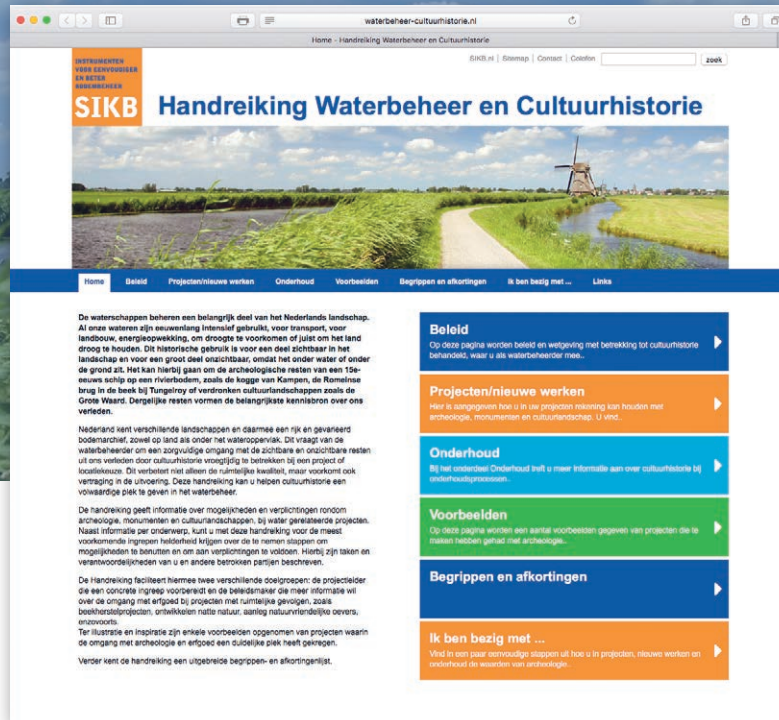 waterbeheer-cultuurhistorie.nl
Home - Handreiking Waterbeheer en Cultuurhistorie
SIKB.nl | Sitemap | Contact | Colofon
zoek
INSTRUMENTEN
VOOR EENVOUDIGER
EN BETER
BODEMBEHEER
SIKB
Handreiking Waterbeheer en Cultuurhistorie
Home Beleid Projecten/nieuwe werken Onderhoud Voorbeelden Begrippen en afkortingen Ik ben bezig met ... Links
De waterschappen beheren een belangrijk deel van het Nederlands landschap.
Al onze wateren zijn eeuwenlang intensief gebruikt, voor transport, voor
landbouw, energieopwekking, om droogte te voorkomen of juist om het land
droog te houden. Dit historische gebruik is voor een deel zichtbaar in het
landschap en voor een groot deel onzichtbaar, omdat het onder water of onder
de grond zit. Het kan hierbij gaan om de archeologische resten van een 15e-
eeuws schip op een rivierbodem, zoals de kogge van Kampen, de Romeinse
brug in de beek bij Tungelroy of verdronken cultuurlandschappen zoals de
Grote Waard. Dergelijke resten vormen de belangrijkste kennisbron over ons
verleden.
Nederland kent verschillende landschappen en daarmee een rijk en gevarieerd
bodemarchief, zowel op land als onder het wateroppervlak. Dit vraagt van de
waterbeheerder om een zorgvuldige omgang met de zichtbare en onzichtbare resten
uit ons verleden door cultuurhistorie vroegtijdig te betrekken bij een project of
locatiekeuze. Dit verbetert niet alleen de ruimtelijke kwaliteit, maar voorkomt ook
vertraging in de uitvoering. Deze handreiking kan u helpen cultuurhistorie een
volwaardige plek te geven in het waterbeheer.
De handreiking geeft informatie over mogelijkheden en verplichtingen rondom
archeologie, monumenten en cultuurlandschappen, bij water gerelateerde projecten.
Naast informatie per onderwerp, kunt u met deze handreiking voor de meest
voorkomende ingrepen helderheid krijgen over de te nemen stappen om
mogelijkheden te benutten en om aan verplichtingen te voldoen. Hierbij zijn taken en
verantwoordelijkheden van u en andere betrokken partijen beschreven.
De Handreiking faciliteert hiermee twee verschillende doelgroepen: de projectleider
die een concrete ingreep voorbereidt en de beleidsmaker die meer informatie wil
over de omgang met erfgoed bij projecten met ruimtelijke gevolgen, zoals
beekherstelprojecten, ontwikkelen natte natuur, aanleg natuurvriendelijke oevers,
enzovoorts.
Ter illustratie en inspiratie zijn enkele voorbeelden opgenomen van projecten waarin
de omgang met archeologie en erfgoed een duidelijke plek heeft gekregen.
Verder kent de handreiking een uitgebreide begrippen- en afkortingenlijst.
Beleid
Op deze pagina worden beleid en wetgeving met betrekking tot cultuurhistorie
behandeld, waar u als waterbeheerder mee..
Projecten/nieuwe werken
Hier is aangegeven hoe u in uw projecten rekening kan houden met
archeologie, monumenten en cultuurlandschap. U vind..
Onderhoud
Bij het onderdeel Onderhoud treft u meer informatie aan over cultuurhistorie bij
onderhoudsprocessen..
Voorbeelden
Op deze pagina worden een aantal voorbeelden gegeven van projecten die te
maken hebben gehad met archeologie..
Begrippen en afkortingen
Ik ben bezig met ...
Vind in een paar eenvoudige stappen uit hoe u in projecten, nieuwe werken en
onderhoud de waarden van archeologie..